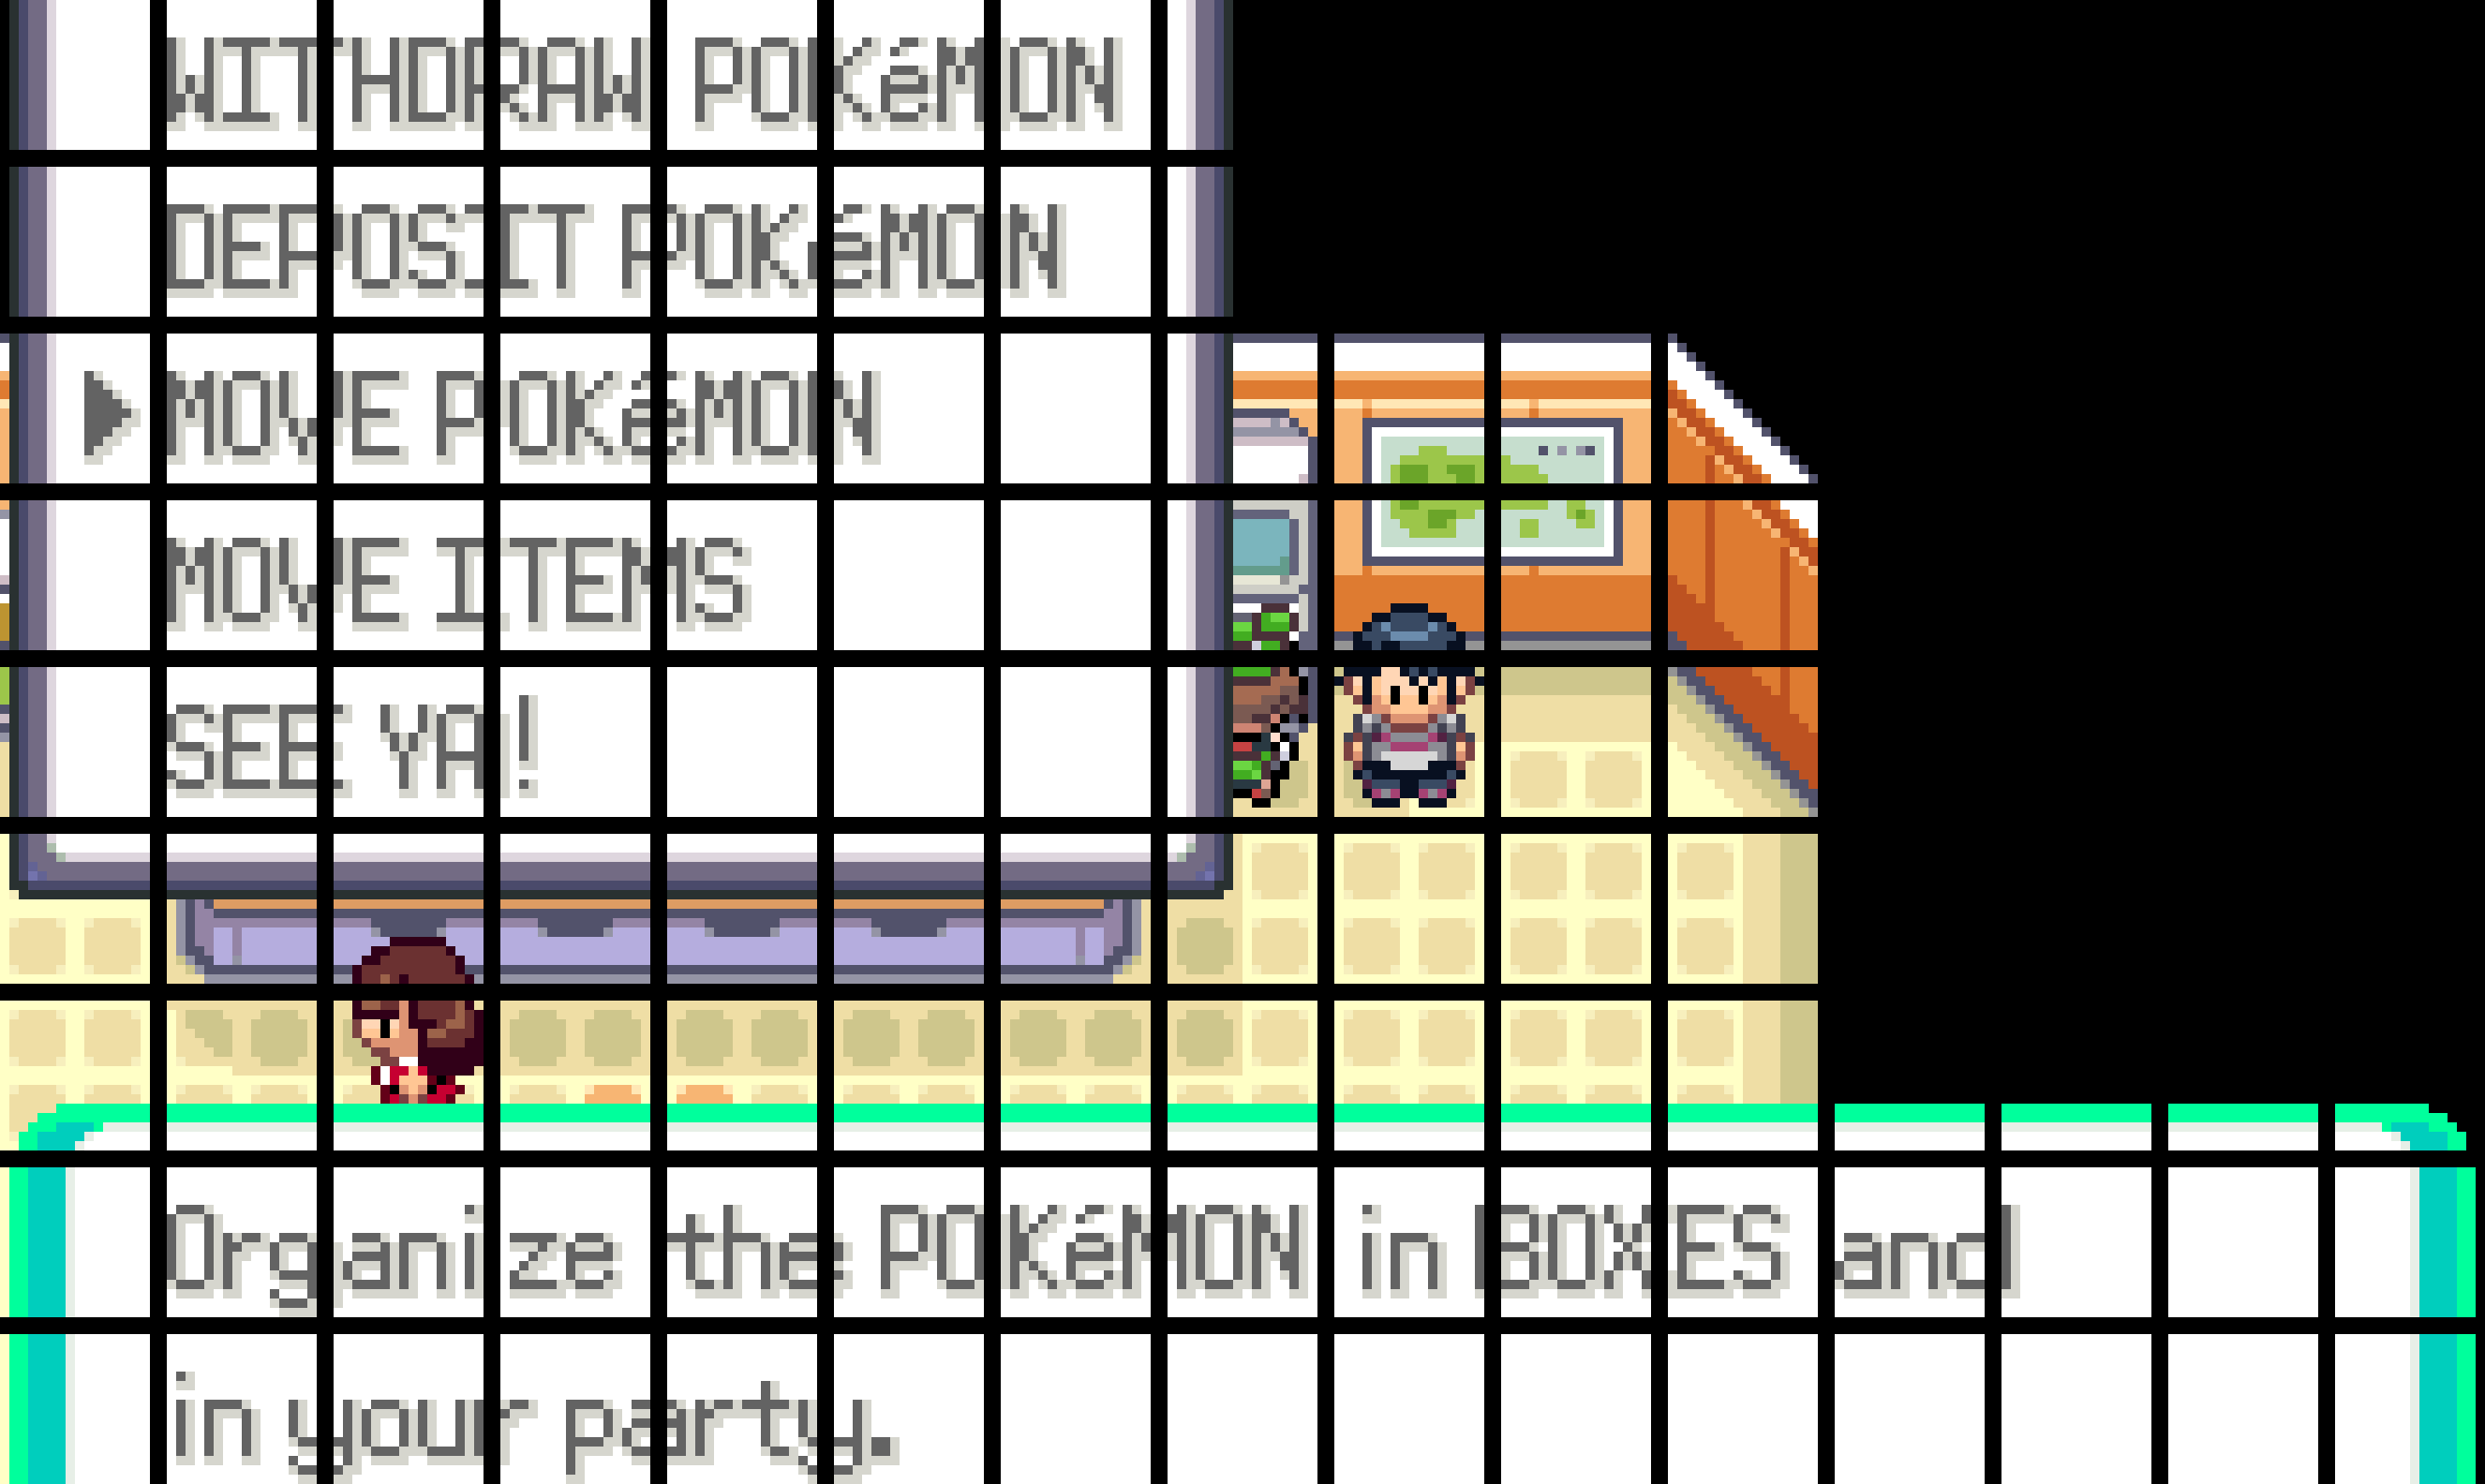 WITHDRAW POKéMON
DEPOSIT POKéMON
MOVE POKéMON
MOVE ITEMS
SEE YA!
Organize the POKéMON in BOXES and
in your party.